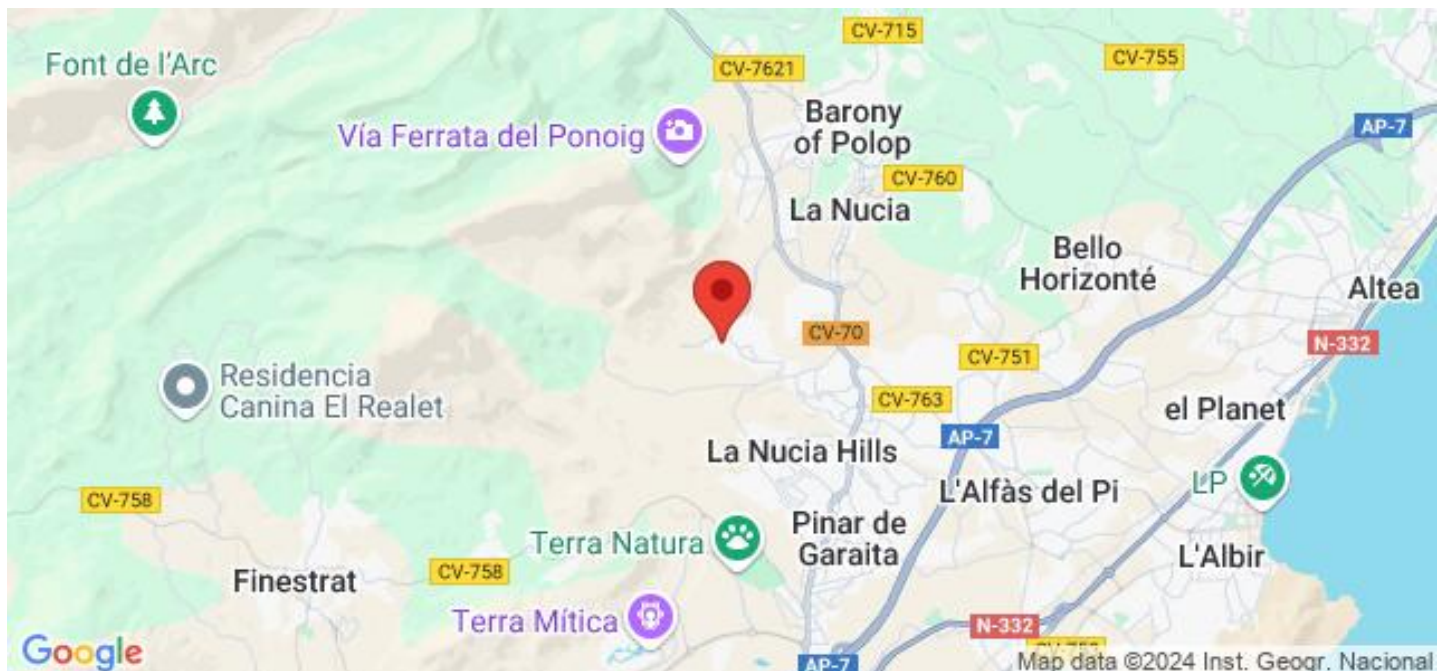 CV-715
CV-755
Font de l'Arc
CV-7621
Barony
of Polop
AP-7
Vía Ferrata del Ponoig
CV-760
La Nucia
Bello
Horizonté
Altea
CV-70
N-332
CV-751
Residencia
Canina El Realet
CV-763
el Planet
AP-7
La Nucia Hills
CV-758
L'Alfàs del Pi
LP
Pinar de
Garaita
Terra Natura
L'Albir
Finestrat
CV-758
Terra Mítica
N-332
Google
AP-7
Map data ©2024 Inst. Geogr. Nacional